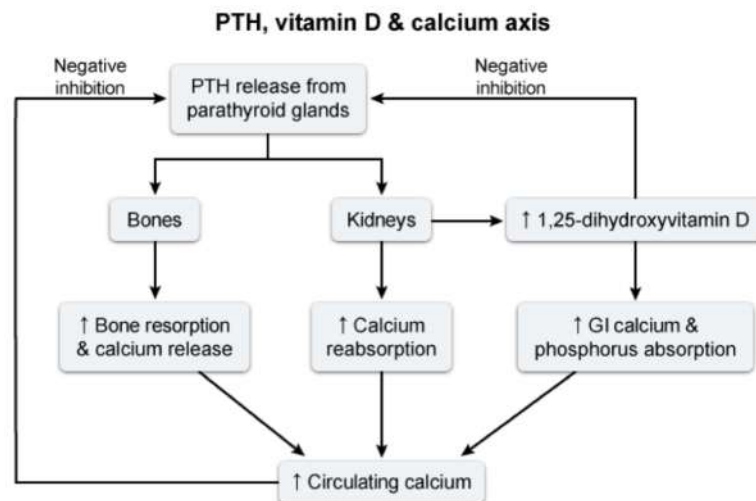 PTH, vitamin D & calcium axis
Negative
inhibition
PTH release from
parathyroid glands
Negative
inhibition
Bones
Kidneys
↑ 1,25-dihydroxyvitamin D
↑ Bone resorption
& calcium release
↑ Calcium
reabsorption
↑ GI calcium &
phosphorus absorption
↑ Circulating calcium